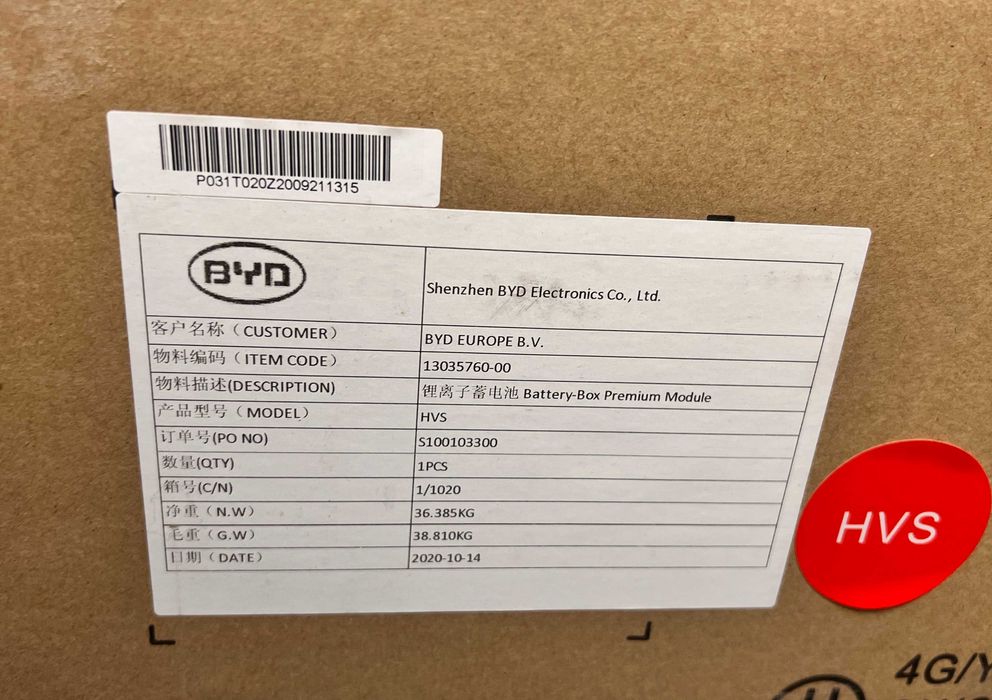 P031T020Z2009211315
BYD
Shenzhen BYD Electronics Co., Ltd.
客户名称（CUSTOMER） BYD EUROPE B.V.
物料编码（ITEM CODE） 13035760-00
物料描述(DESCRIPTION) 锂离子蓄电池 Battery-Box Premium Module
产品型号（MODEL） HVS
订单号(PO NO) S100103300
数量(QTY) 1PCS
箱号(C/N) 1/1020
净重（N.W） 36.385KG
毛重（G.W） 38.810KG
日期（DATE） 2020-10-14
HVS
4G/Y